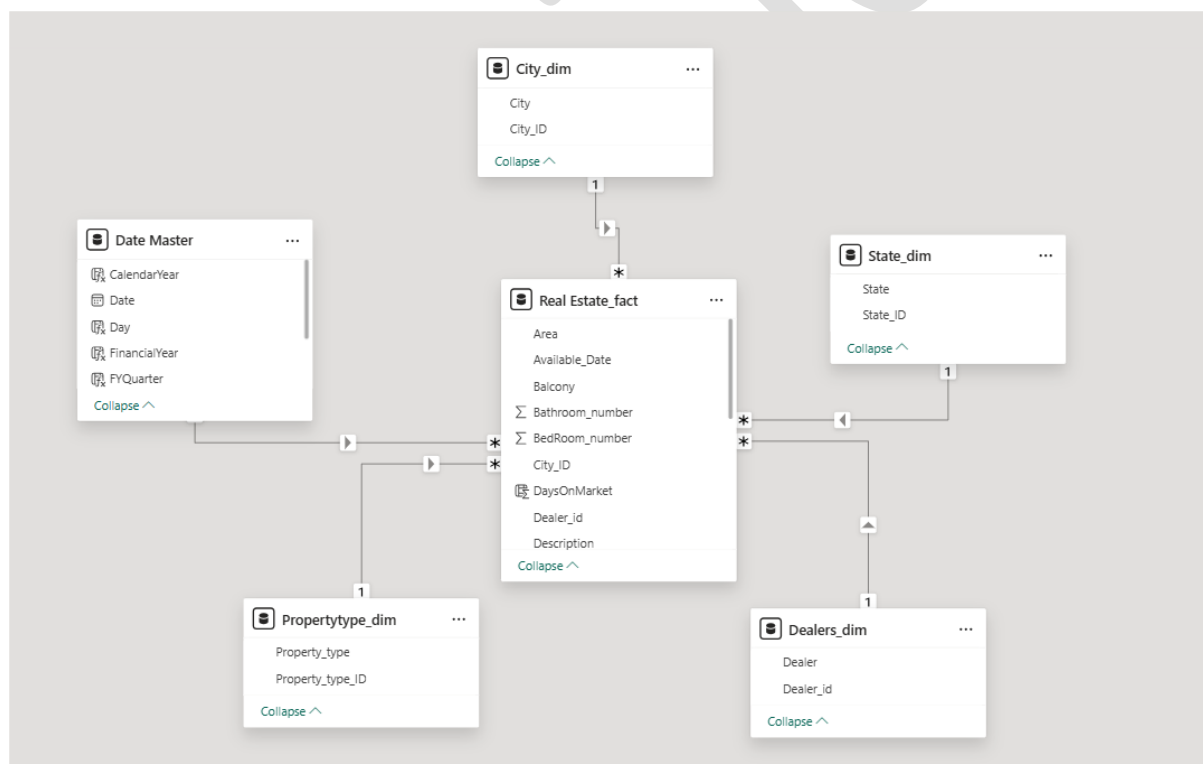 City_dim
City
City_ID
Collapse
1
*
Date Master
CalendarYear
Date
Day
FinancialYear
FYQuarter
Collapse
State_dim
State
State_ID
Collapse
1
Real Estate_fact
Area
Available_Date
Balcony
Bathroom_number
BedRoom_number
City_ID
DaysOnMarket
Dealer_id
Description
Collapse
*
*
*
*
1
Propertytype_dim
Property_type
Property_type_ID
Collapse
1
Dealers_dim
Dealer
Dealer_id
Collapse